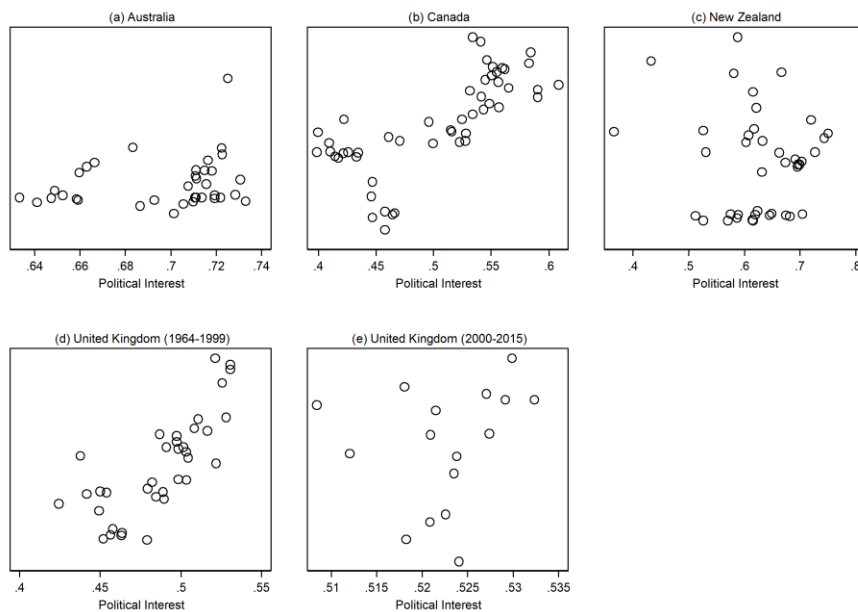 (a) Australia
(b) Canada
(c) New Zealand
.64 .66 .68 .7 .72 .74
.4 .45 .5 .55 .6
.4 .5 .6 .7 .8
Political Interest
Political Interest
Political Interest
(d) United Kingdom (1964-1999)
(e) United Kingdom (2000-2015)
.4 .45 .5 .55
.51 .515 .52 .525 .53 .535
Political Interest
Political Interest